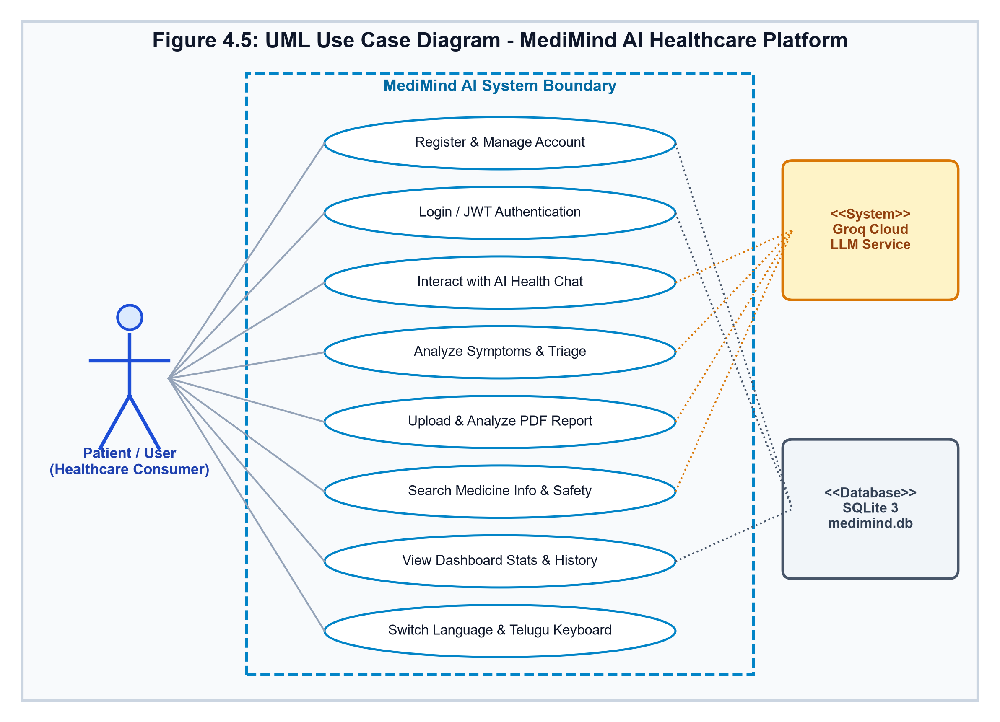 Figure 4.5: UML Use Case Diagram - MediMind AI Healthcare Platform
MediMind AI System Boundary
Register & Manage Account
Login / JWT Authentication
Interact with AI Health Chat
Analyze Symptoms & Triage
Upload & Analyze PDF Report
Search Medicine Info & Safety
View Dashboard Stats & History
Switch Language & Telugu Keyboard
Patient / User
(Healthcare Consumer)
<<System>>
Groq Cloud
LLM Service
<<Database>>
SQLite 3
medimind.db